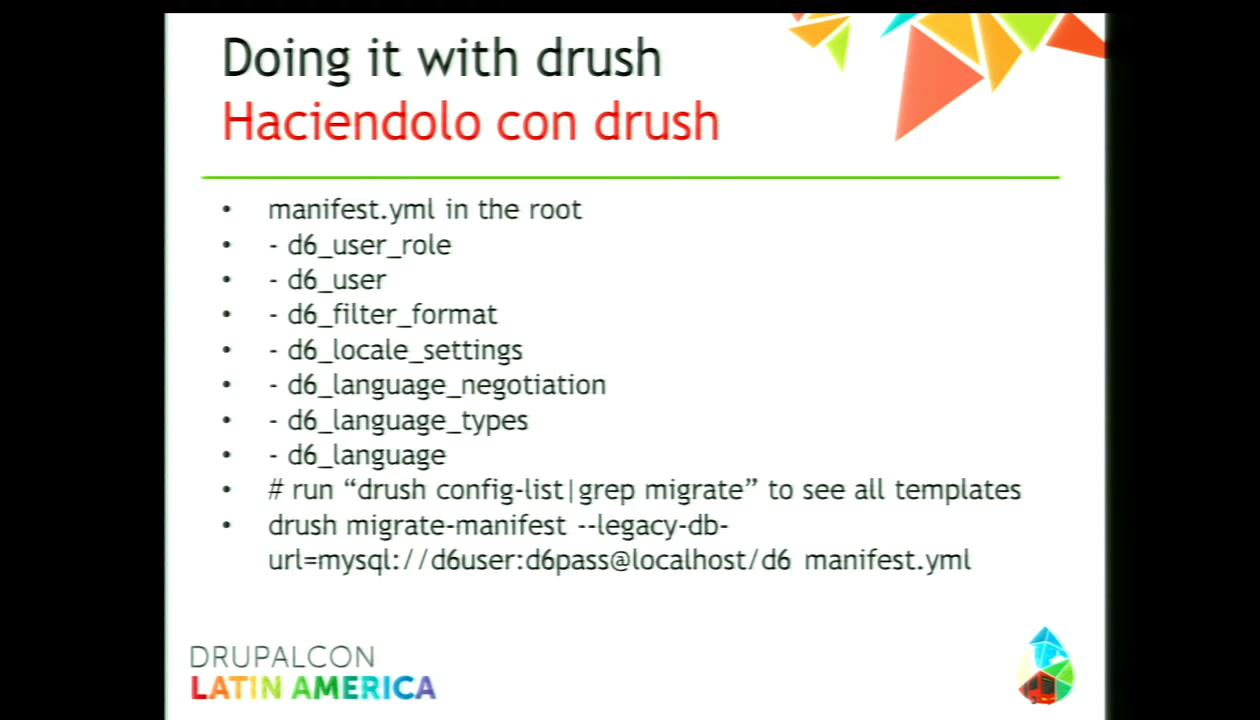 Doing it with drush
Haciendolo con drush
• manifest.yml in the root
• - d6_user_role
• - d6_user
• - d6_filter_format
• - d6_locale_settings
• - d6_language_negotiation
• - d6_language_types
• - d6_language
• # run “drush config-list|grep migrate” to see all templates
• drush migrate-manifest --legacy-db-
url=mysql://d6user:d6pass@localhost/d6 manifest.yml
DRUPALCON
LATIN AMERICA